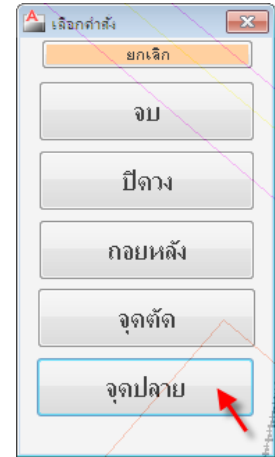 เลือกคำสั่ง
ยกเลิก
จบ
ปิดวง
ถอยหลัง
จุดตัด
จุดปลาย